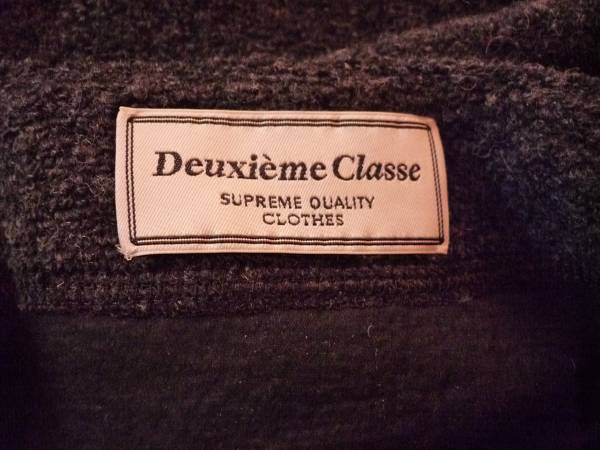 Deuxième Classe
SUPREME QUALITY
CLOTHES